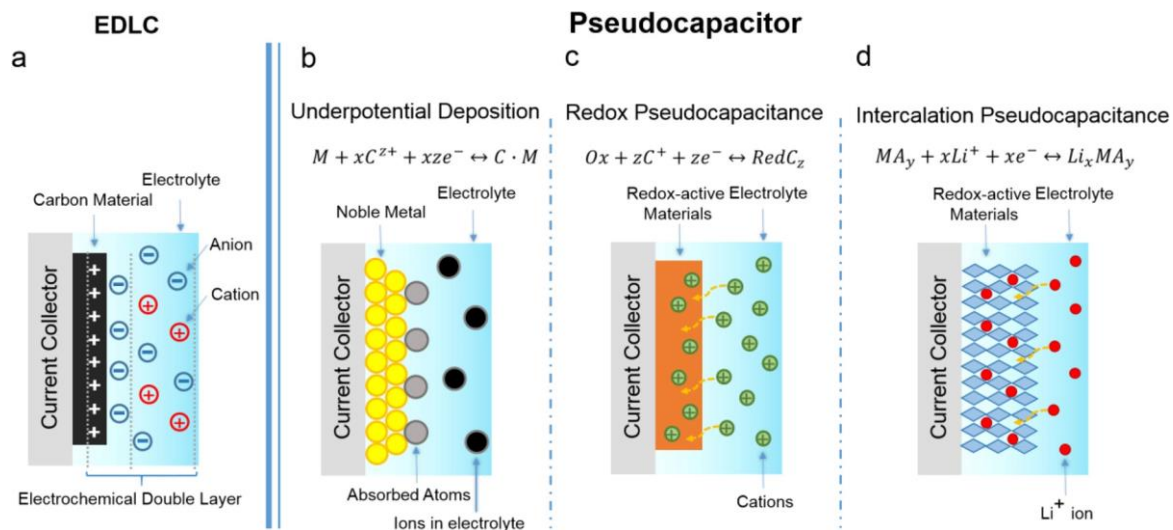 EDLC
Pseudocapacitor
a
b
c
d
Underpotential Deposition
Redox Pseudocapacitance
Intercalation Pseudocapacitance
M + xC^{z+} + xze^- ↔ C · M
Ox + zC^+ + ze^- ↔ RedC_z
MA_y + xLi^+ + xe^- ↔ Li_xMA_y
Electrolyte
Carbon Material
Current Collector
Anion
Cation
Electrochemical Double Layer
Electrolyte
Noble Metal
Current Collector
Absorbed Atoms
Ions in electrolyte
Redox-active Electrolyte
Materials
Current Collector
Cations
Redox-active Electrolyte
Materials
Current Collector
Li^+ ion